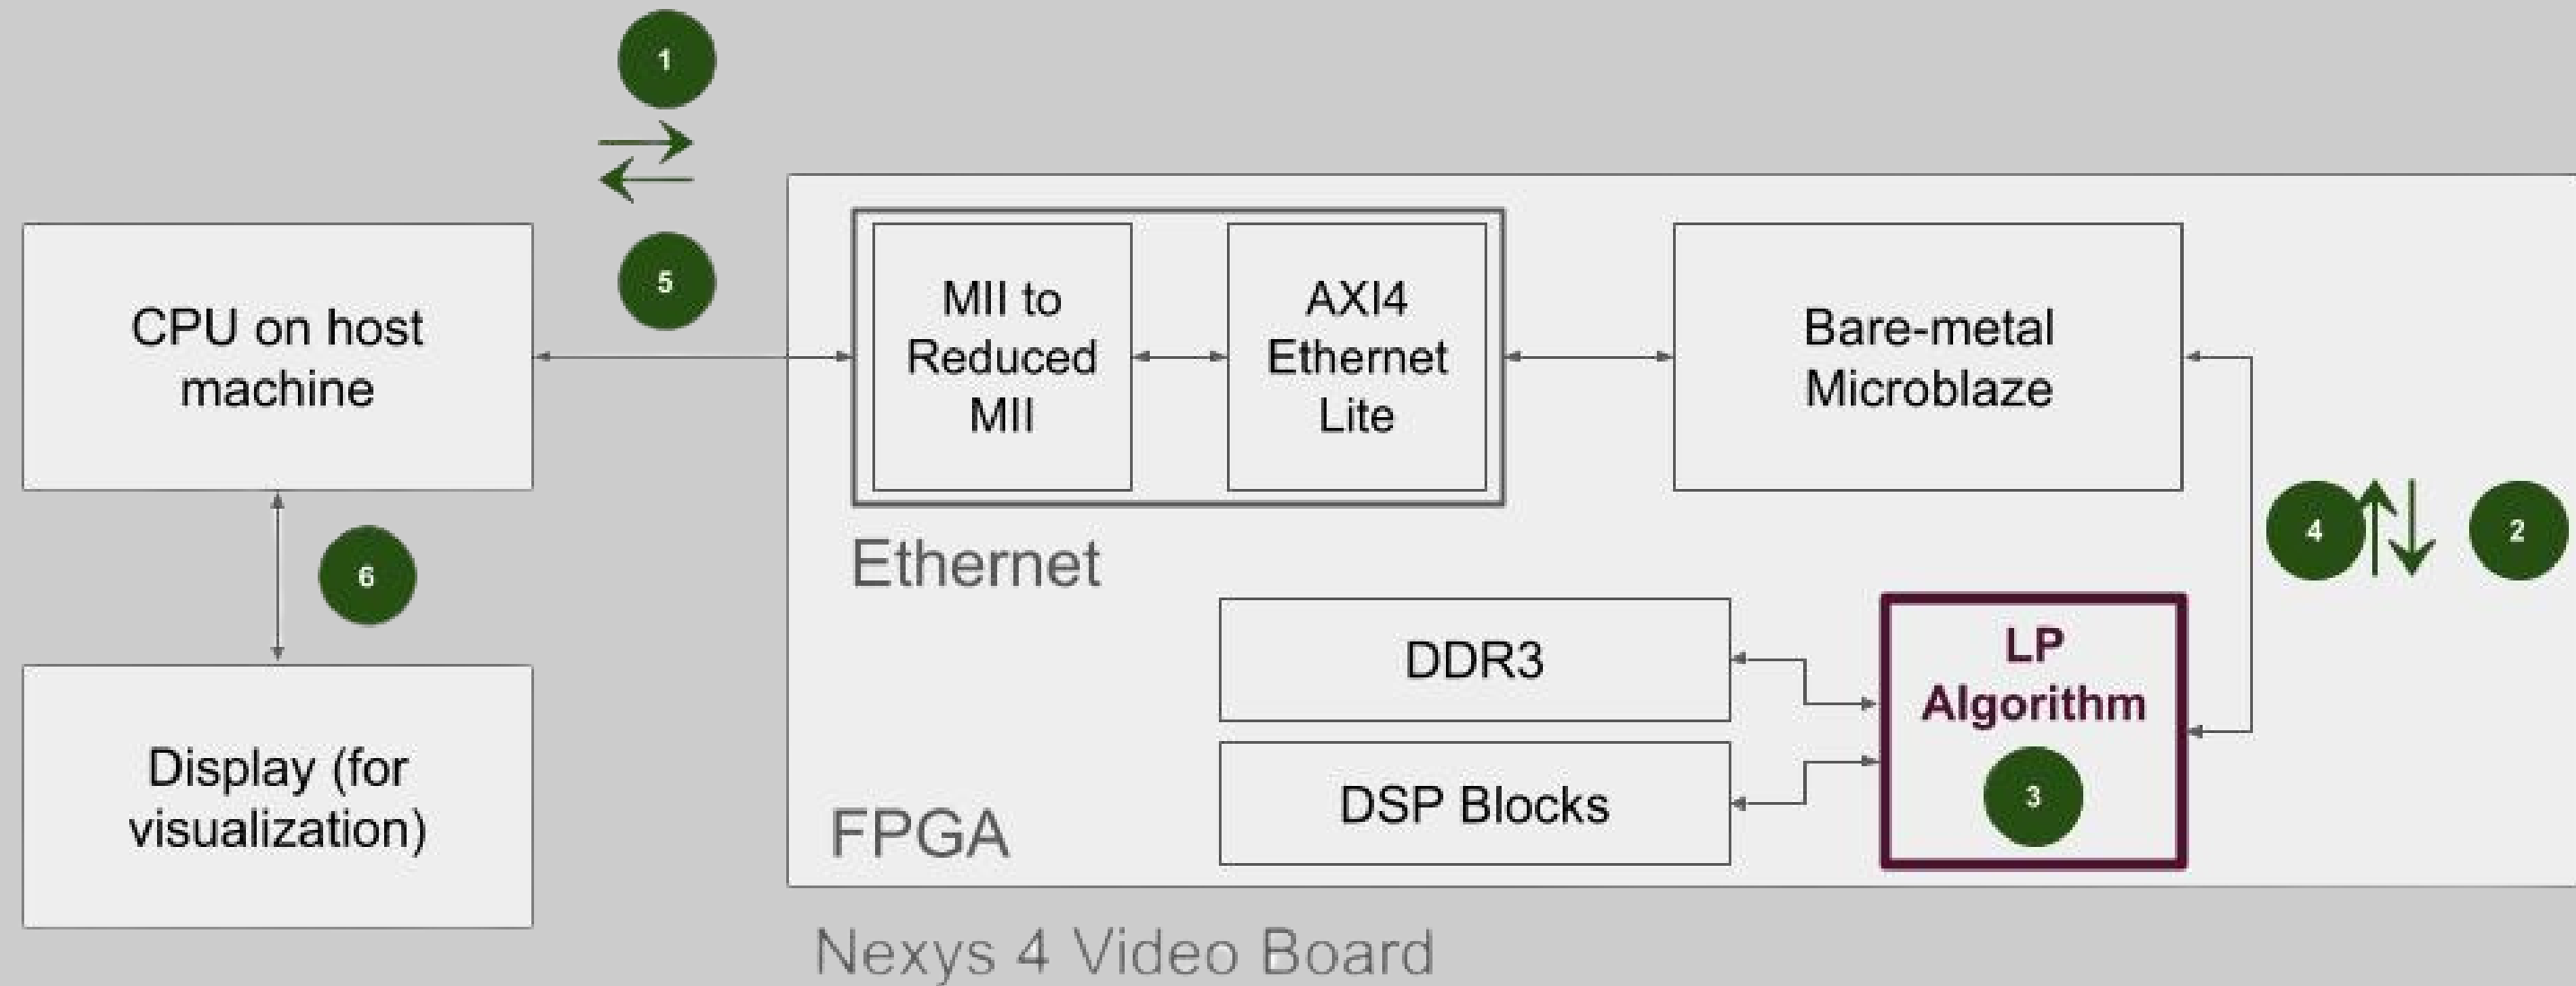 1
5
CPU on host
machine
MII to
Reduced
MII
AXI4
Ethernet
Lite
Bare-metal
Microblaze
4
2
6
Ethernet
DDR3
LP
Algorithm
3
Display (for
visualization)
DSP Blocks
FPGA
Nexys 4 Video Board